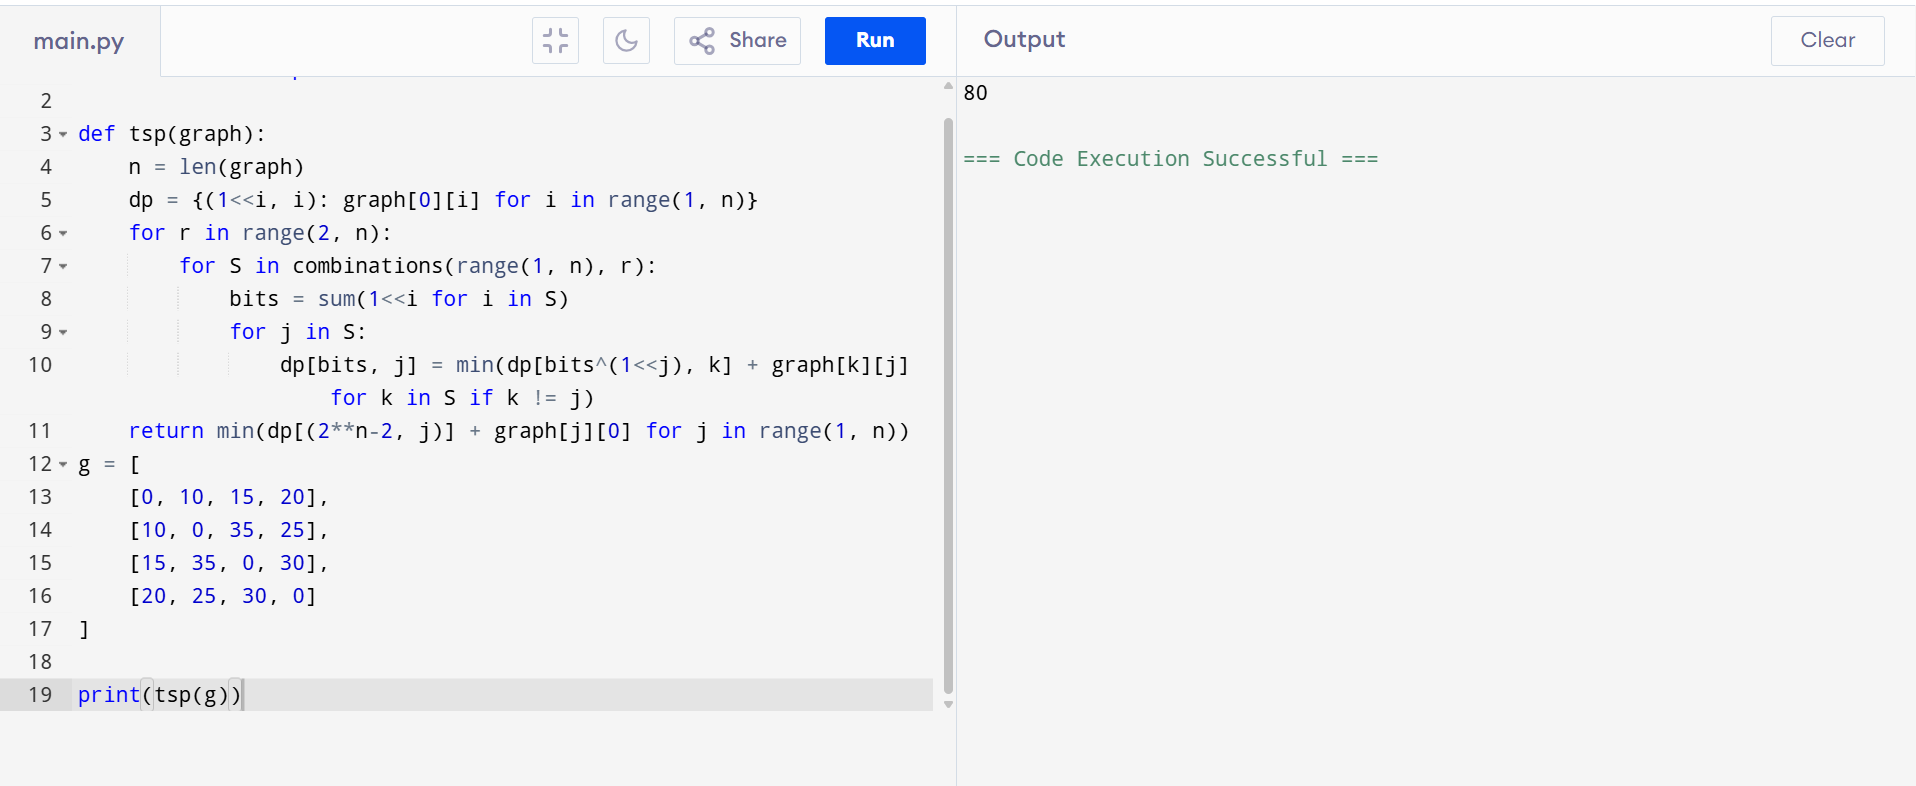 main.py Share Run Output Clear
2
3 def tsp(graph):
4     n = len(graph)
5     dp = {(1<<i, i): graph[0][i] for i in range(1, n)}
6     for r in range(2, n):
7         for S in combinations(range(1, n), r):
8             bits = sum(1<<i for i in S)
9             for j in S:
10                 dp[bits, j] = min(dp[bits^(1<<j), k] + graph[k][j]
                    for k in S if k != j)
11     return min(dp[(2**n-2, j)] + graph[j][0] for j in range(1, n))
12 g = [
13     [0, 10, 15, 20],
14     [10, 0, 35, 25],
15     [15, 35, 0, 30],
16     [20, 25, 30, 0]
17 ]
18
19 print(tsp(g))
80
=== Code Execution Successful ===